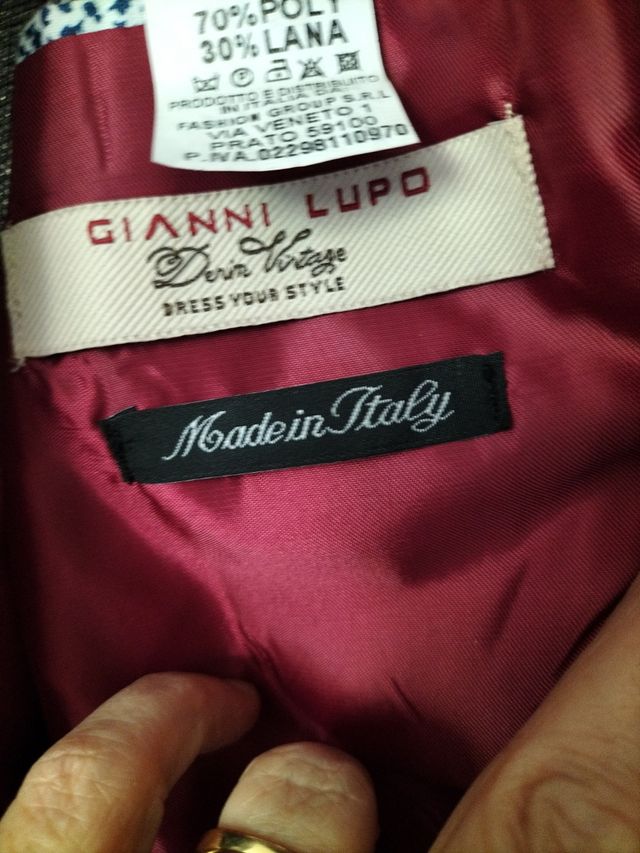 70%POLY
30%LANA
PRODOTTO E DISTRIBUITO
IN ITALIA DA
FASHION GROUP S.R.L
VIA VENETO 1
PRATO 59100
P.IVA.02298110970
GIANNI LUPO
Derin Vintage
DRESS YOUR STYLE
Made in Italy